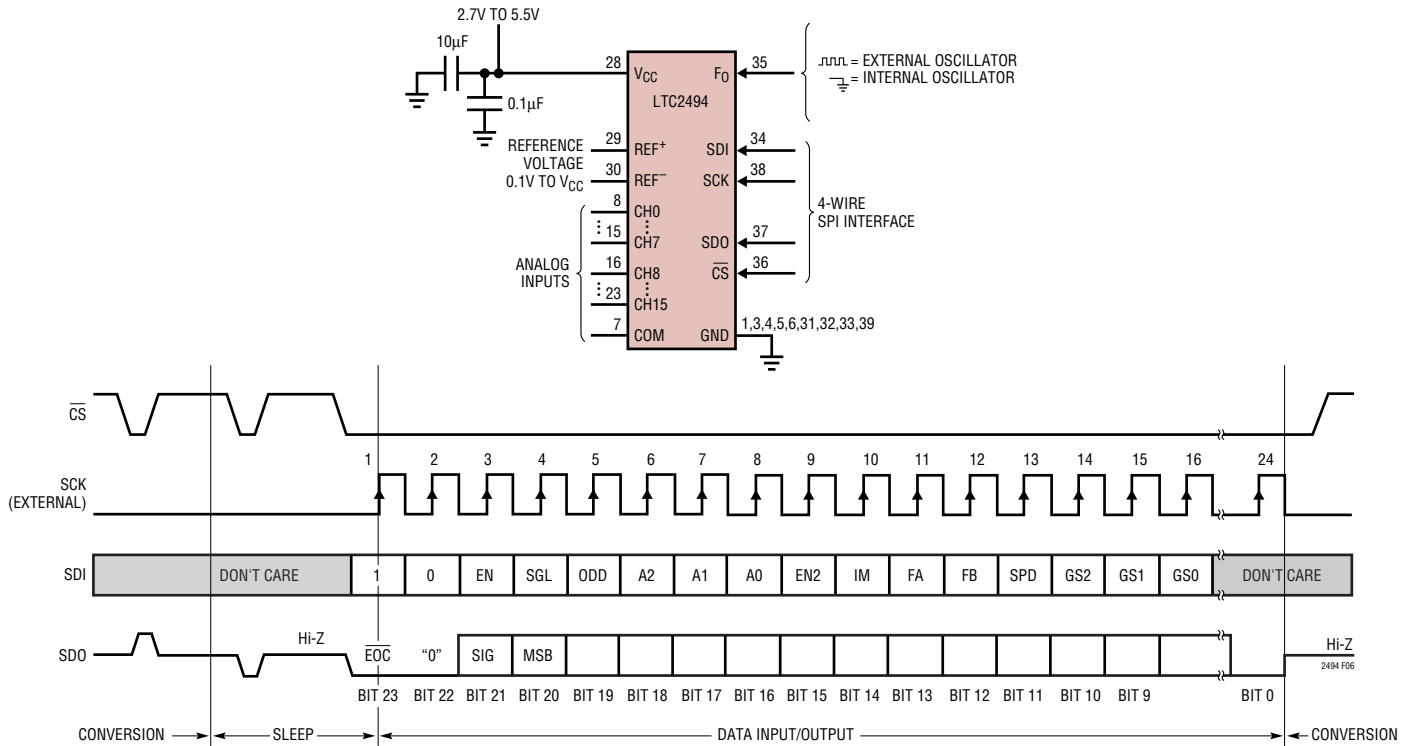 2.7V TO 5.5V
10µF
0.1µF
28 VCC
FO 35
LTC2494
= EXTERNAL OSCILLATOR
= INTERNAL OSCILLATOR
REFERENCE VOLTAGE 0.1V TO VCC
29 REF+
30 REF–
SDI 34
SCK 38
SDO 37
CS 36
4-WIRE
SPI INTERFACE
ANALOG
INPUTS
8 CH0
15 CH7
16 CH8
23 CH15
7 COM
GND 1,3,4,5,6,31,32,33,39
CS
1 2 3 4 5 6 7 8 9 10 11 12 13 14 15 16 24
SCK
(EXTERNAL)
SDI DON'T CARE 1 0 EN SGL ODD A2 A1 A0 EN2 IM FA FB SPD GS2 GS1 GS0 DON'T CARE
SDO Hi-Z EOC "0" SIG MSB Hi-Z
2494 F06
BIT 23 BIT 22 BIT 21 BIT 20 BIT 19 BIT 18 BIT 17 BIT 16 BIT 15 BIT 14 BIT 13 BIT 12 BIT 11 BIT 10 BIT 9 BIT 0
CONVERSION SLEEP DATA INPUT/OUTPUT CONVERSION